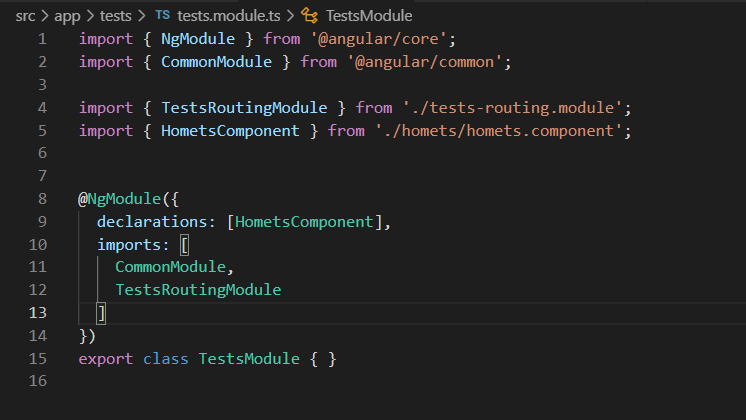 src > app > tests > TS tests.module.ts > TestsModule
1 import { NgModule } from '@angular/core';
2 import { CommonModule } from '@angular/common';
3
4 import { TestsRoutingModule } from './tests-routing.module';
5 import { HometsComponent } from './homets/homets.component';
6
7
8 @NgModule({
9   declarations: [HometsComponent],
10   imports: [
11     CommonModule,
12     TestsRoutingModule
13   ]
14 })
15 export class TestsModule { }
16